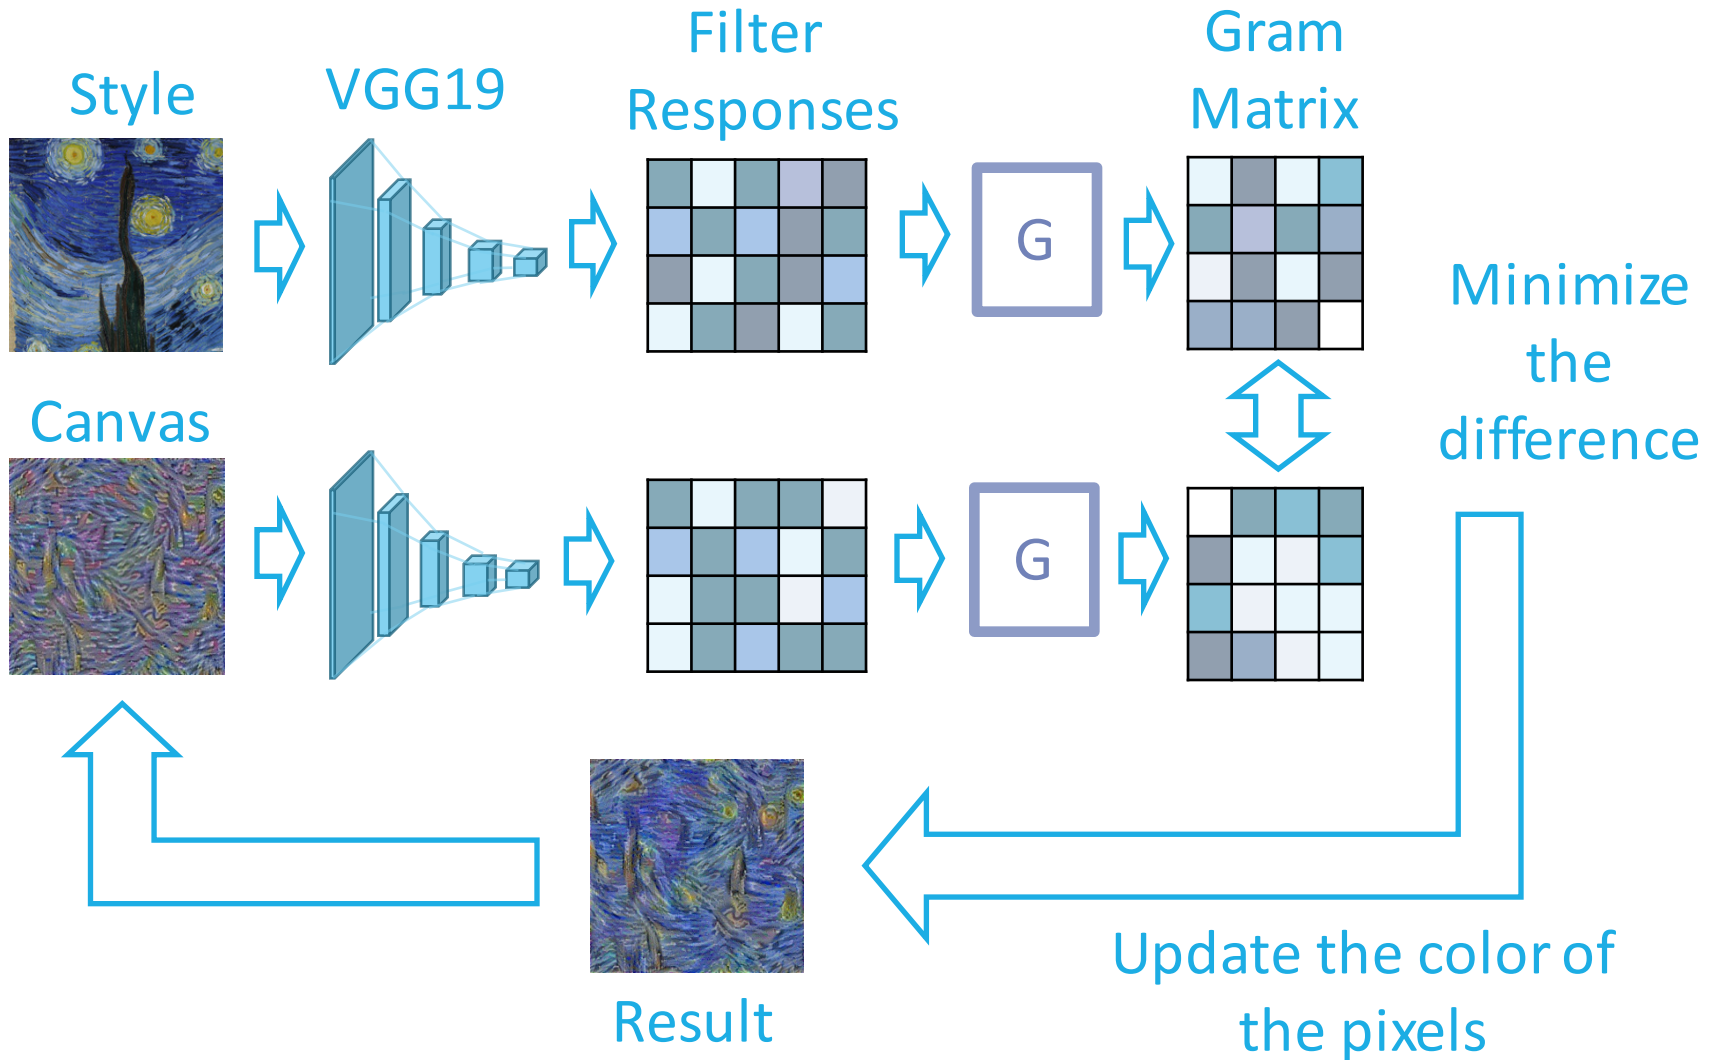 Style
VGG19
Filter
Responses
Gram
Matrix
G
Minimize
the
difference
Canvas
G
Result
Update the color of
the pixels